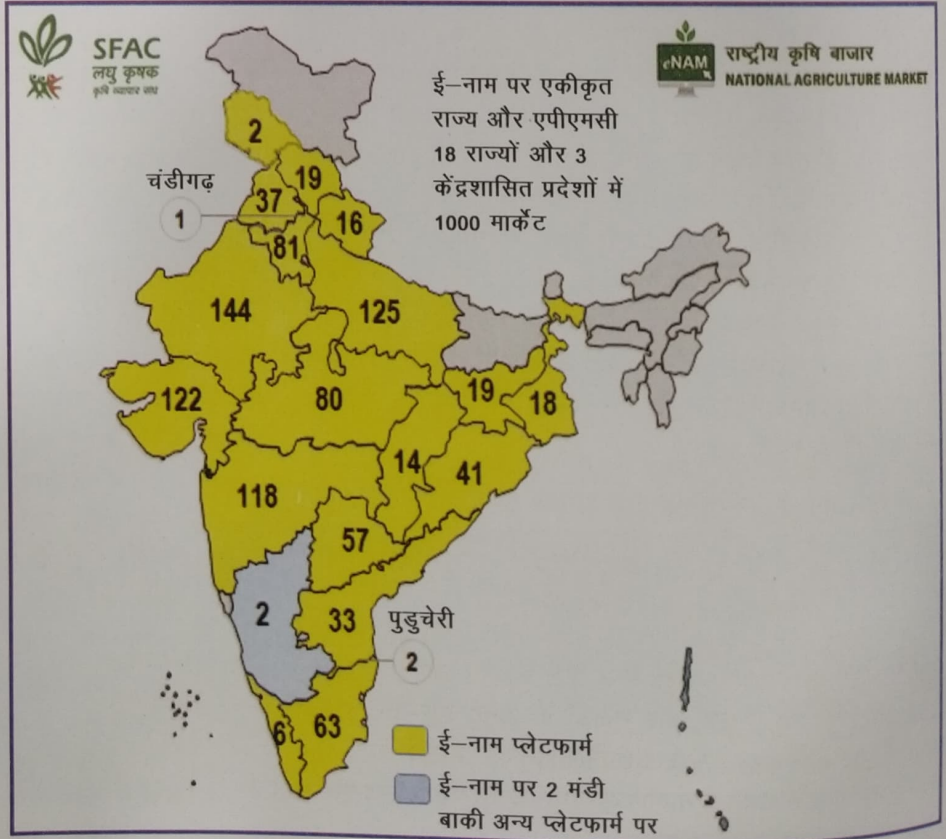 SFAC
लघु कृषक
कृषि व्यापार संघ
eNAM
राष्ट्रीय कृषि बाजार
NATIONAL AGRICULTURE MARKET
ई–नाम पर एकीकृत
राज्य और एपीएमसी
18 राज्यों और 3
केंद्रशासित प्रदेशों में
1000 मार्केट
2
19
चंडीगढ़
37
1
16
81
144
125
122
80
19
18
14
41
118
57
2
33
पुडुचेरी
2
6
63
ई–नाम प्लेटफार्म
ई–नाम पर 2 मंडी
बाकी अन्य प्लेटफार्म पर